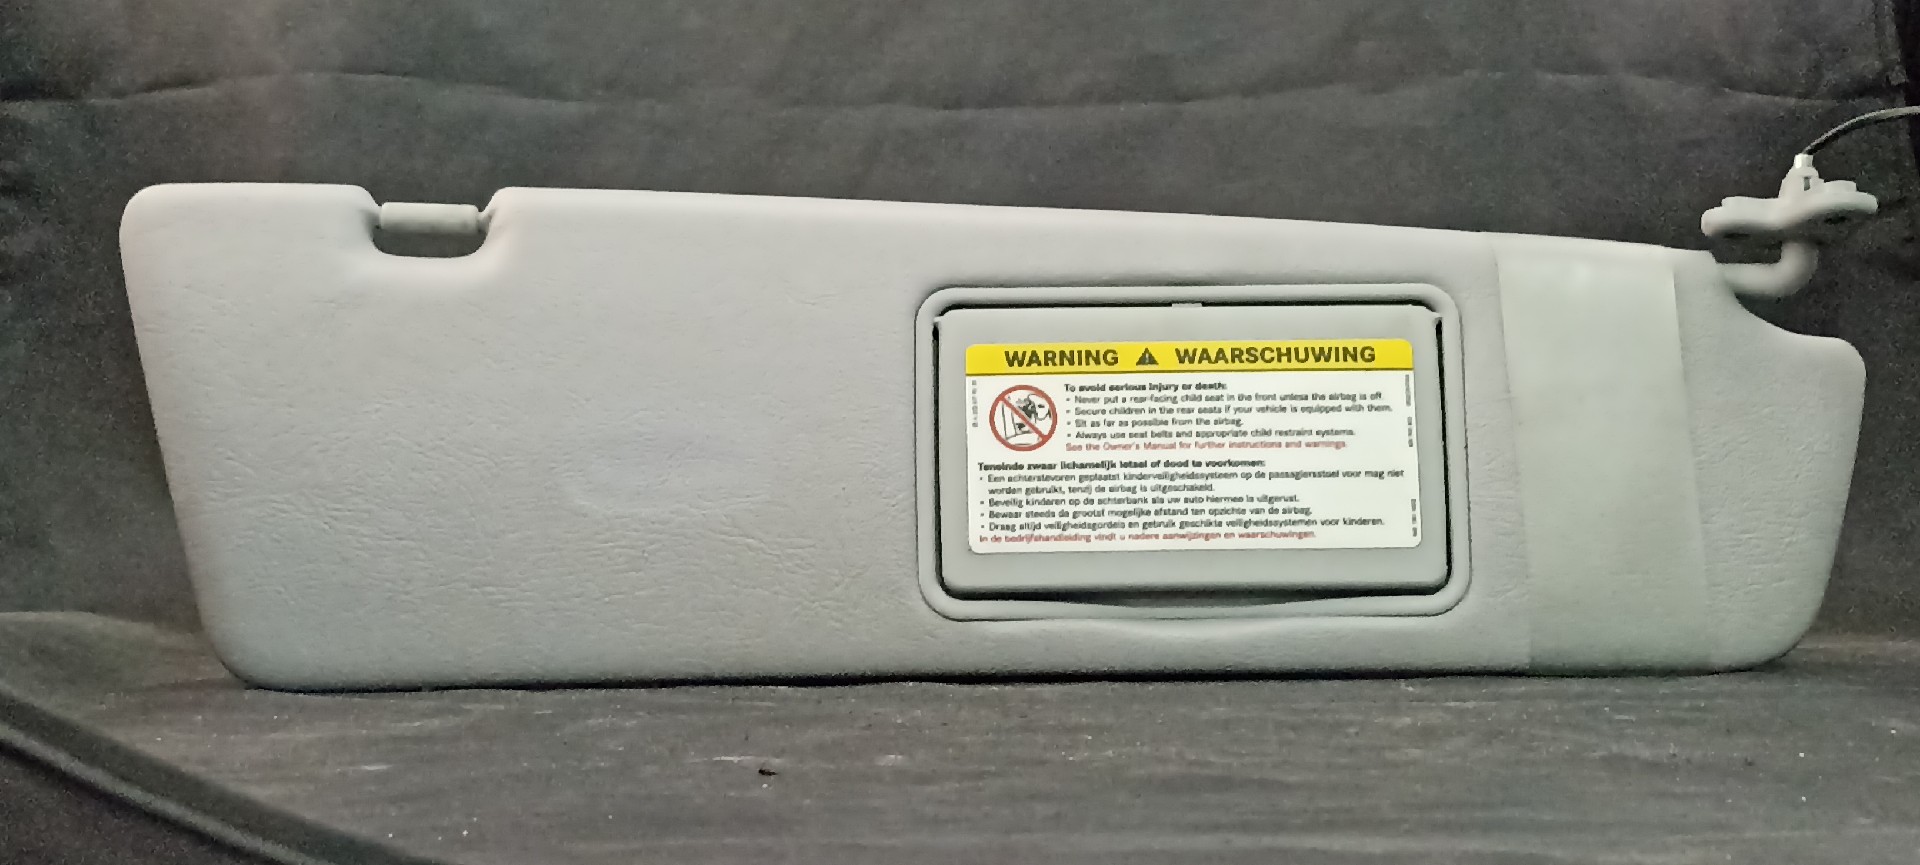 WARNING WAARSCHUWING
To avoid serious injury or death:
• Never put a rear-facing child seat in the front unless the airbag is off.
• Secure children in the rear seats if your vehicle is equipped with them.
• Sit as far as possible from the airbag.
• Always use seat belts and appropriate child restraint systems.
See the Owner's Manual for further instructions and warnings.
Teneinde zwaar lichamelijk letsel of dood te voorkomen:
• Een achterstevoren geplaatst kinderveiligheidssysteem op de passagiersstoel voor mag niet
worden gebruikt, tenzij de airbag is uitgeschakeld.
• Beveilig kinderen op de achterbank als uw auto hiermee is uitgerust.
• Bewaar steeds de grootst mogelijke afstand ten opzichte van de airbag.
• Draag altijd veiligheidsgordels en gebruik geschikte veiligheidssystemen voor kinderen.
In de bedrijfshandleiding vindt u nadere aanwijzingen en waarschuwingen.